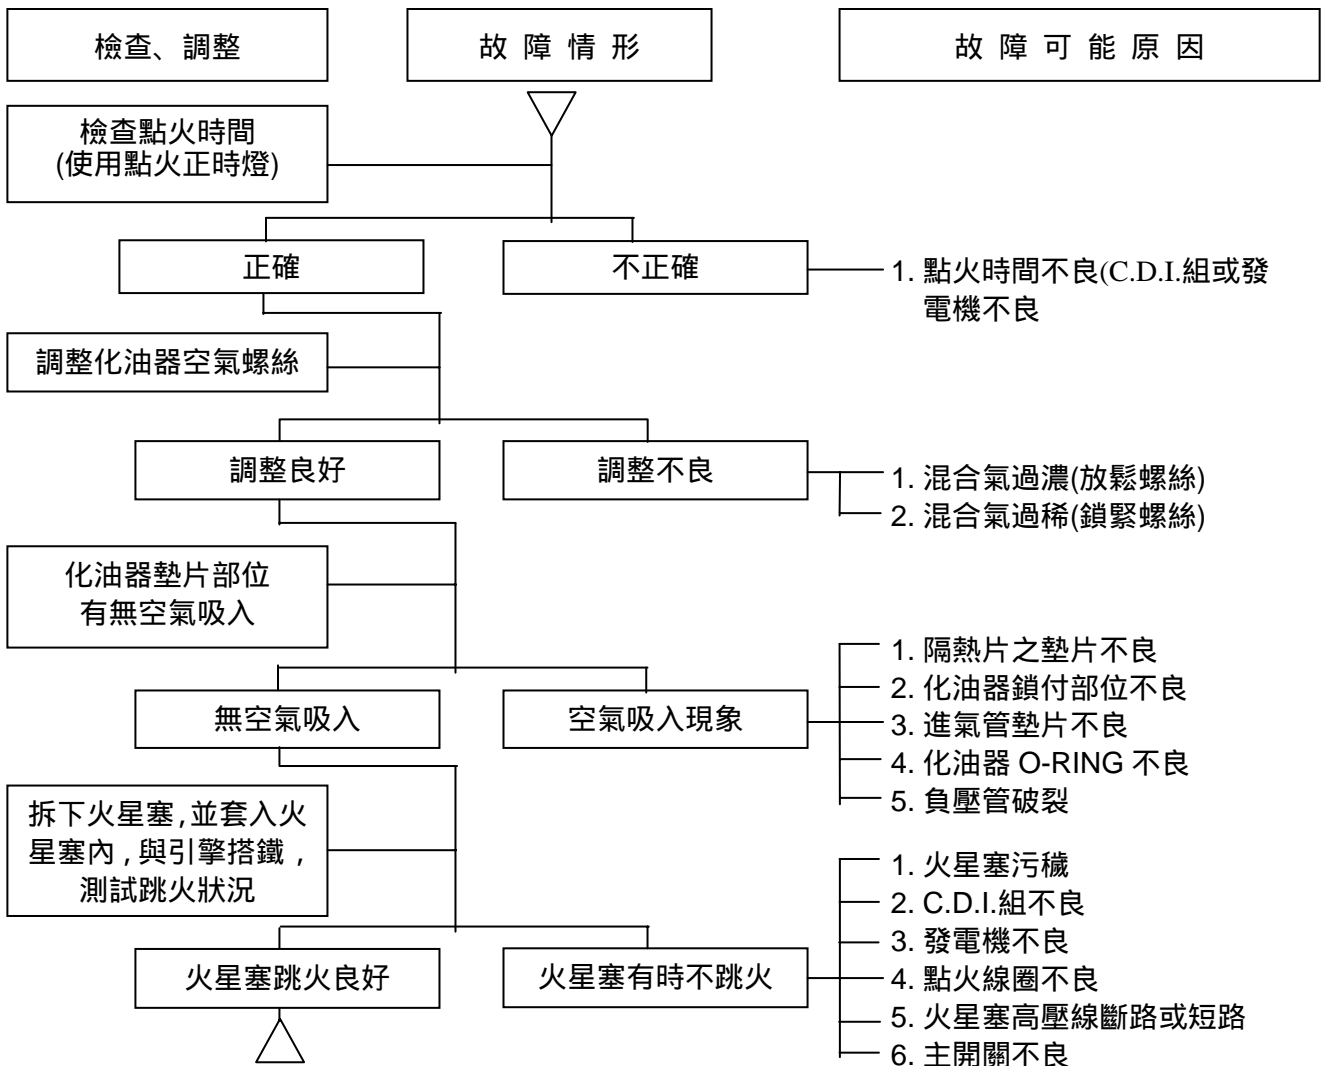 檢查、調整
故 障 情 形
故 障 可 能 原 因
檢查點火時間
(使用點火正時燈)
正確
不正確
1. 點火時間不良(C.D.I.組或發
電機不良
調整化油器空氣螺絲
調整良好
調整不良
1. 混合氣過濃(放鬆螺絲)
2. 混合氣過稀(鎖緊螺絲)
化油器墊片部位
有無空氣吸入
無空氣吸入
空氣吸入現象
1. 隔熱片之墊片不良
2. 化油器鎖付部位不良
3. 進氣管墊片不良
4. 化油器 O-RING 不良
5. 負壓管破裂
拆下火星塞,並套入火
星塞內,與引擎搭鐵,
測試跳火狀況
火星塞跳火良好
火星塞有時不跳火
1. 火星塞污穢
2. C.D.I.組不良
3. 發電機不良
4. 點火線圈不良
5. 火星塞高壓線斷路或短路
6. 主開關不良